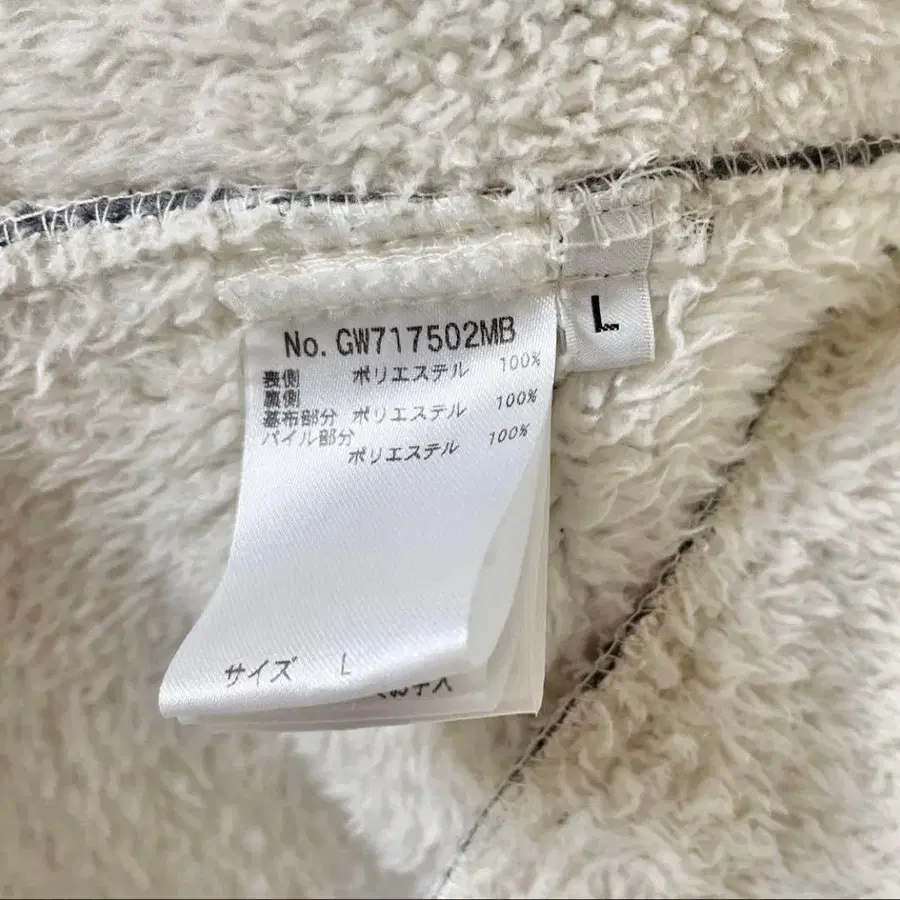 No. GW717502MB
L
表側 ポリエステル 100%
裏側
基布部分 ポリエステル 100%
パイル部分
ポリエステル 100%
サイズ L